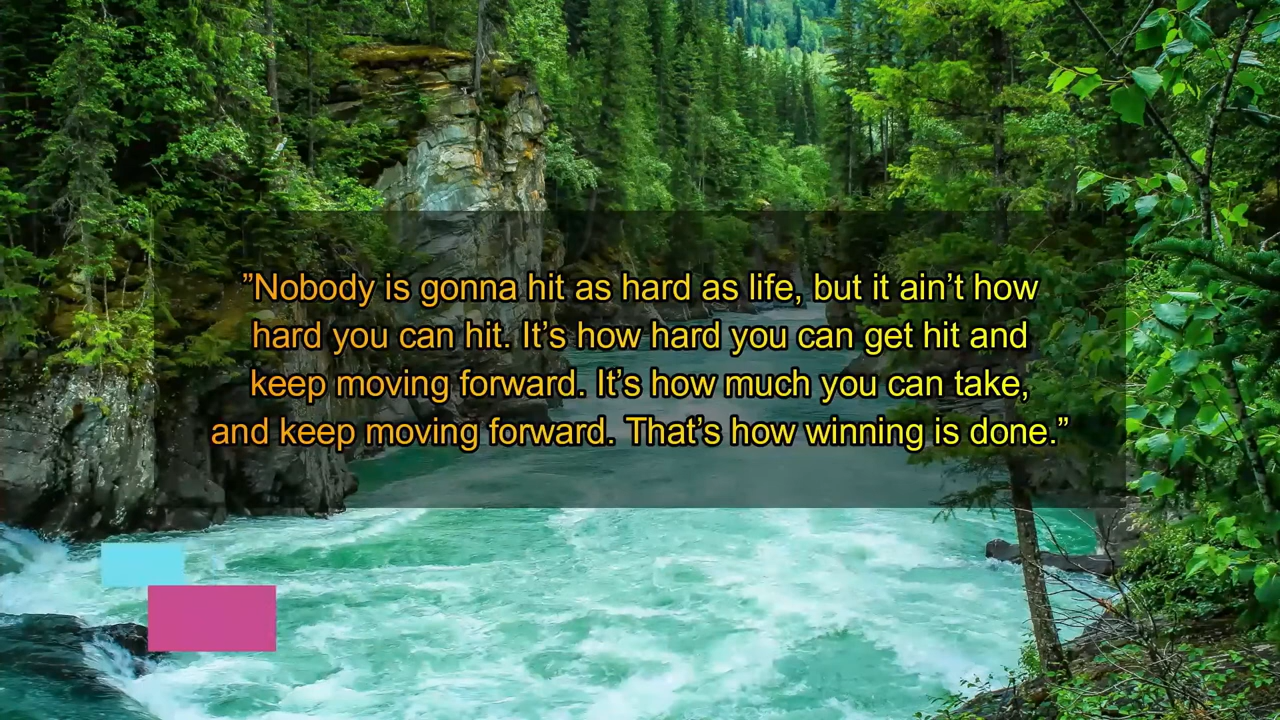 ”Nobody is gonna hit as hard as life, but it ain’t how
hard you can hit. It’s how hard you can get hit and
keep moving forward. It’s how much you can take,
and keep moving forward. That’s how winning is done.”